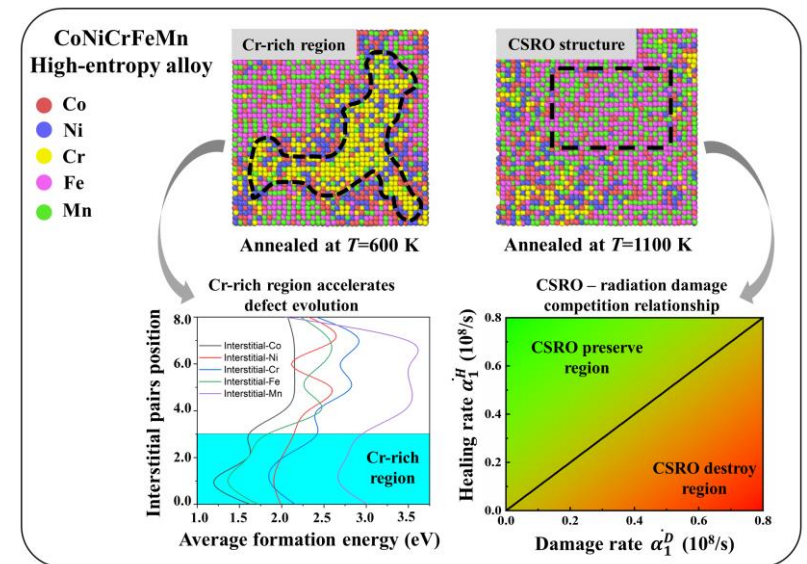 CoNiCrFeMn
High-entropy alloy
Co
Ni
Cr
Fe
Mn
Cr-rich region
CSRO structure
Annealed at T=600 K
Annealed at T=1100 K
Cr-rich region accelerates
defect evolution
CSRO – radiation damage
competition relationship
Interstitial pairs position
8.0
6.0
4.0
2.0
0.0
Interstitial-Co
Interstitial-Ni
Interstitial-Cr
Interstitial-Fe
Interstitial-Mn
Cr-rich
region
1.0 1.5 2.0 2.5 3.0 3.5
Average formation energy (eV)
Healing rate α̇₁ᴴ (10⁸/s)
0.8
0.6
0.4
0.2
0.0
CSRO preserve
region
CSRO destroy
region
0.0 0.2 0.4 0.6 0.8
Damage rate α̇₁ᴰ (10⁸/s)